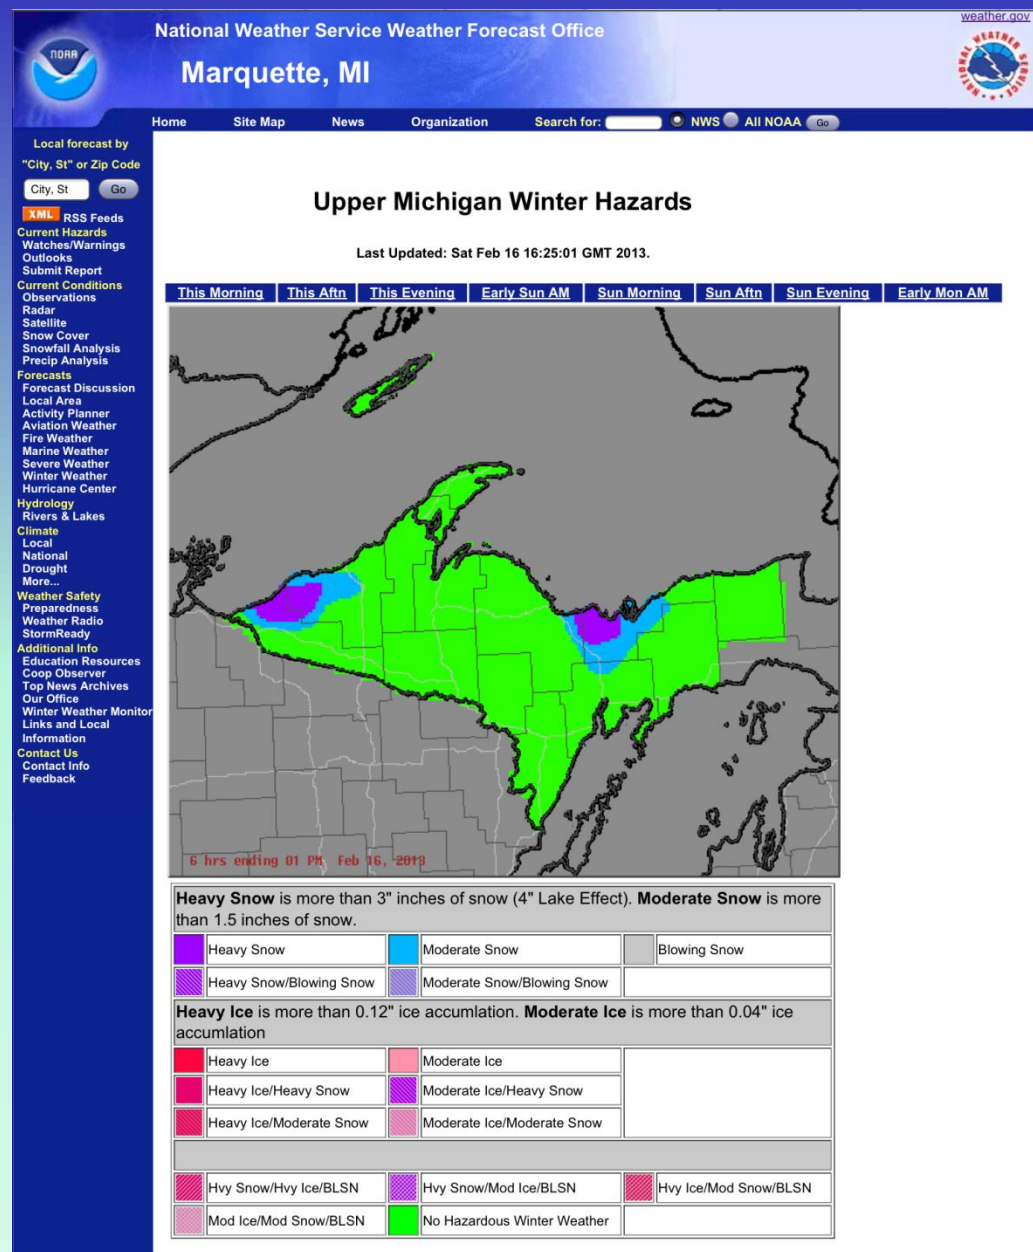 weather.gov
National Weather Service Weather Forecast Office
NOAA
Marquette, MI
Home Site Map News Organization Search for: NWS All NOAA Go
Local forecast by
"City, St" or Zip Code
City, St Go
XML RSS Feeds
Current Hazards
Watches/Warnings
Outlooks
Submit Report
Current Conditions
Observations
Radar
Satellite
Snow Cover
Snowfall Analysis
Precip Analysis
Forecasts
Forecast Discussion
Local Area
Activity Planner
Aviation Weather
Fire Weather
Marine Weather
Severe Weather
Winter Weather
Hurricane Center
Hydrology
Rivers & Lakes
Climate
Local
National
Drought
More...
Weather Safety
Preparedness
Weather Radio
StormReady
Additional Info
Education Resources
Coop Observer
Top News Archives
Our Office
Winter Weather Monitor
Links and Local
Information
Contact Us
Contact Info
Feedback
Upper Michigan Winter Hazards
Last Updated: Sat Feb 16 16:25:01 GMT 2013.
This Morning This Aftn This Evening Early Sun AM Sun Morning Sun Aftn Sun Evening Early Mon AM
6 hrs ending 01 PM Feb 16, 2013
Heavy Snow is more than 3" inches of snow (4" Lake Effect). Moderate Snow is more
than 1.5 inches of snow.
Heavy Snow Moderate Snow Blowing Snow
Heavy Snow/Blowing Snow Moderate Snow/Blowing Snow
Heavy Ice is more than 0.12" ice accumlation. Moderate Ice is more than 0.04" ice
accumlation
Heavy Ice Moderate Ice
Heavy Ice/Heavy Snow Moderate Ice/Heavy Snow
Heavy Ice/Moderate Snow Moderate Ice/Moderate Snow
Hvy Snow/Hvy Ice/BLSN Hvy Snow/Mod Ice/BLSN Hvy Ice/Mod Snow/BLSN
Mod Ice/Mod Snow/BLSN No Hazardous Winter Weather